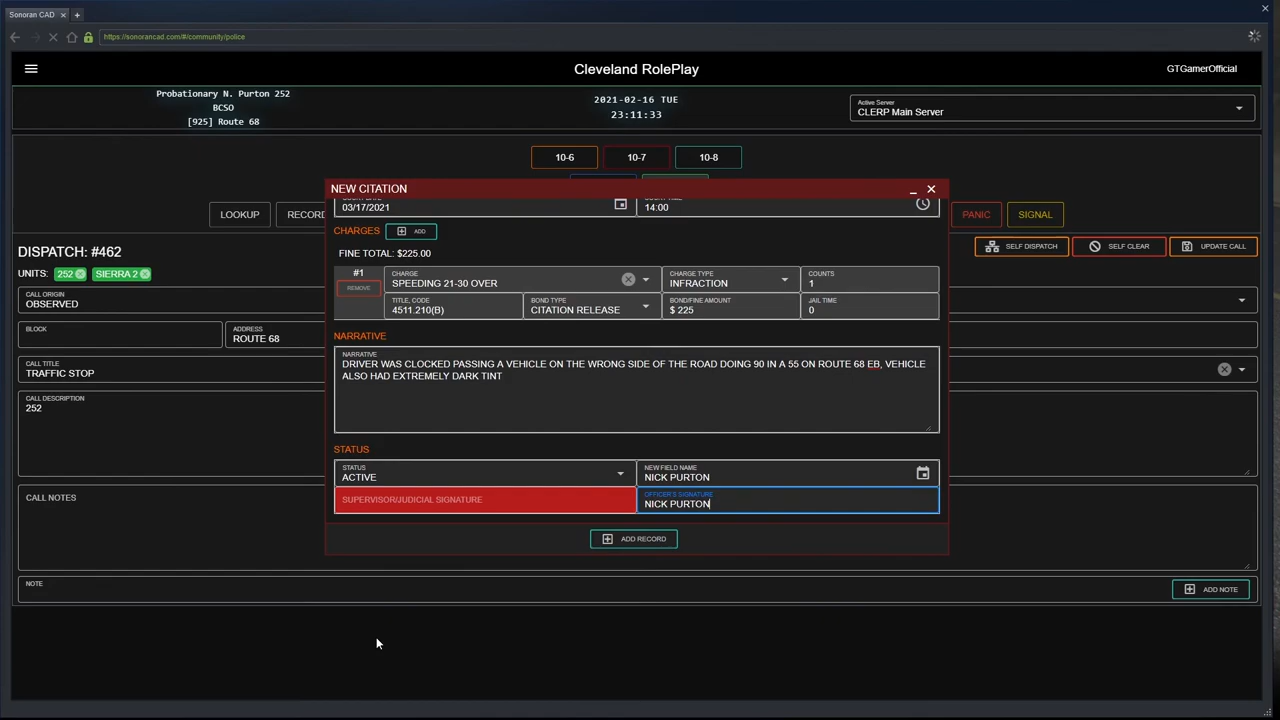 Sonoran CAD
https://sonorancad.com/#/community/police
Cleveland RolePlay
GTGamerOfficial
Probationary N. Purton 252
BCSO
[925] Route 68
2021-02-16 TUE
23:11:33
Active Server
CLERP Main Server
10-6
10-7
10-8
LOOKUP
RECORD
PANIC
SIGNAL
NEW CITATION
03/17/2021
14:00
CHARGES
ADD
FINE TOTAL: $225.00
#1
REMOVE
CHARGE
SPEEDING 21-30 OVER
CHARGE TYPE
INFRACTION
COUNTS
1
TITLE, CODE
4511.210(B)
BOND TYPE
CITATION RELEASE
BOND/FINE AMOUNT
$ 225
JAIL TIME
0
NARRATIVE
NARRATIVE
DRIVER WAS CLOCKED PASSING A VEHICLE ON THE WRONG SIDE OF THE ROAD DOING 90 IN A 55 ON ROUTE 68 EB, VEHICLE
ALSO HAD EXTREMELY DARK TINT
STATUS
STATUS
ACTIVE
NEW FIELD NAME
NICK PURTON
SUPERVISOR/JUDICIAL SIGNATURE
OFFICER'S SIGNATURE
NICK PURTON
ADD RECORD
DISPATCH: #462
SELF DISPATCH
SELF CLEAR
UPDATE CALL
UNITS:
252
SIERRA 2
CALL ORIGIN
OBSERVED
BLOCK
ADDRESS
ROUTE 68
CALL TITLE
TRAFFIC STOP
CALL DESCRIPTION
252
CALL NOTES
NOTE
ADD NOTE